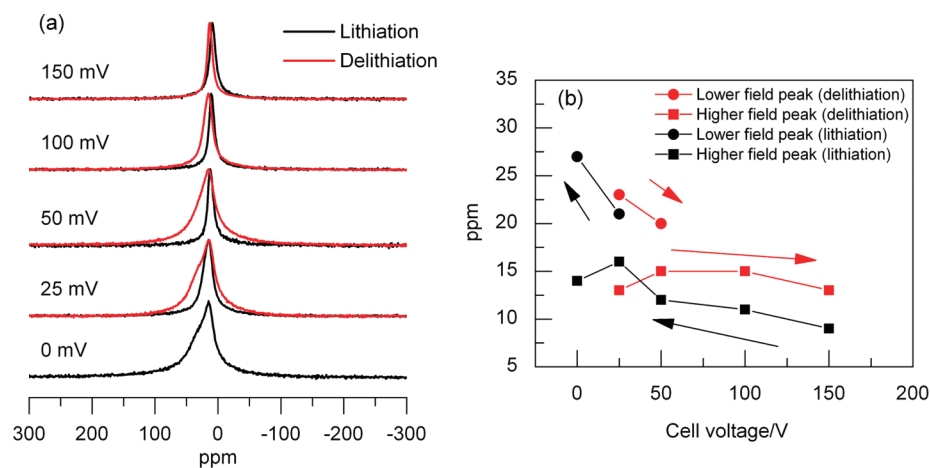 (a)
Lithiation
Delithiation
150 mV
100 mV
50 mV
25 mV
0 mV
300 200 100 0 -100 -200 -300
ppm
(b)
Lower field peak (delithiation)
Higher field peak (delithiation)
Lower field peak (lithiation)
Higher field peak (lithiation)
35
30
25
20
15
10
5
ppm
0 50 100 150 200
Cell voltage/V